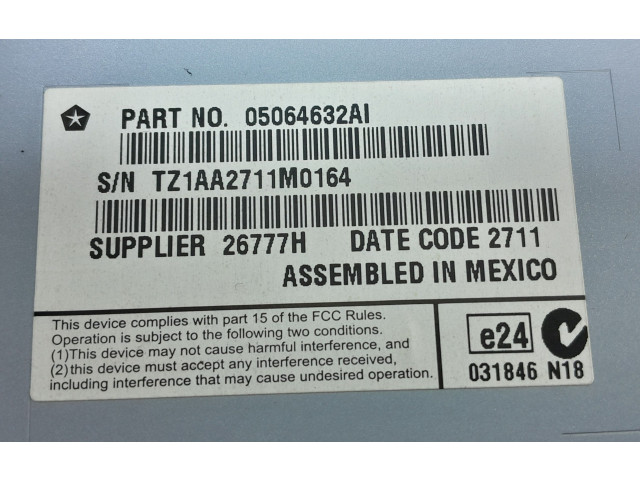 PART NO. 05064632AI
S/N TZ1AA2711M0164
SUPPLIER 26777H DATE CODE 2711
ASSEMBLED IN MEXICO
This device complies with part 15 of the FCC Rules.
Operation is subject to the following two conditions.
(1)This device may not cause harmful interference, and
(2)this device must accept any interference received,
including interference that may cause undesired operation.
e24
031846 N18